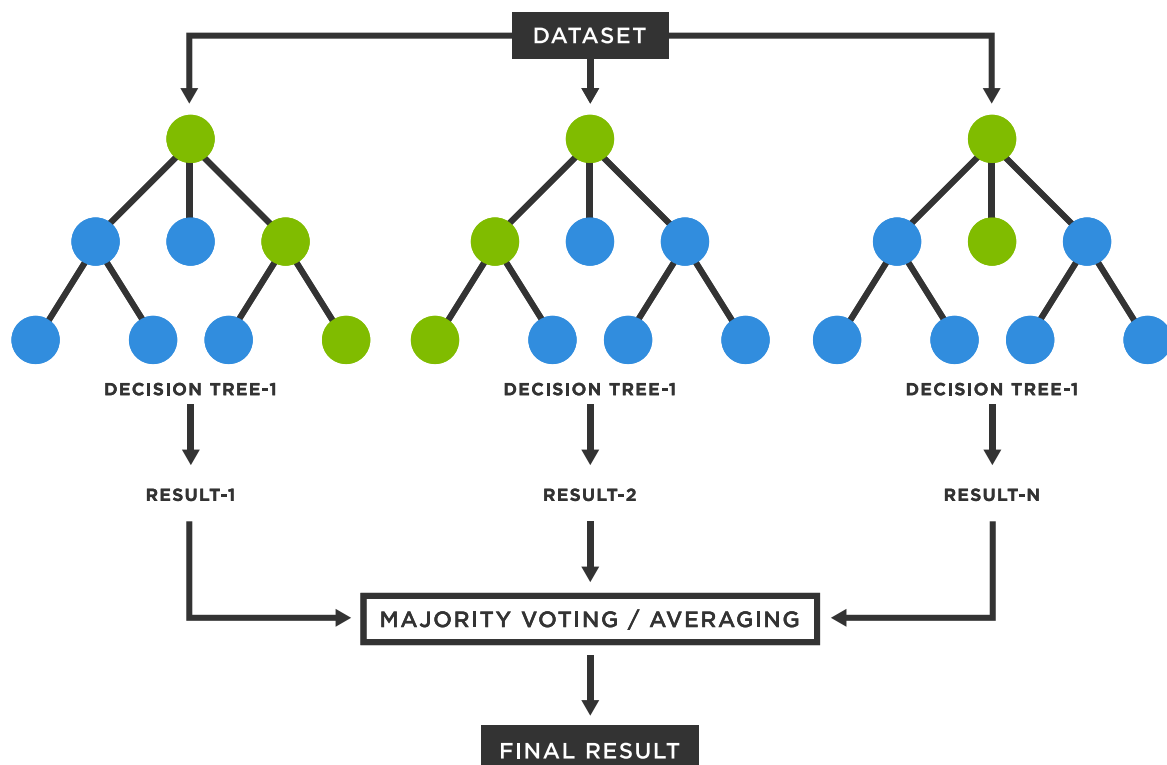 DATASET
DECISION TREE-1
DECISION TREE-1
DECISION TREE-1
RESULT-1
RESULT-2
RESULT-N
MAJORITY VOTING / AVERAGING
FINAL RESULT